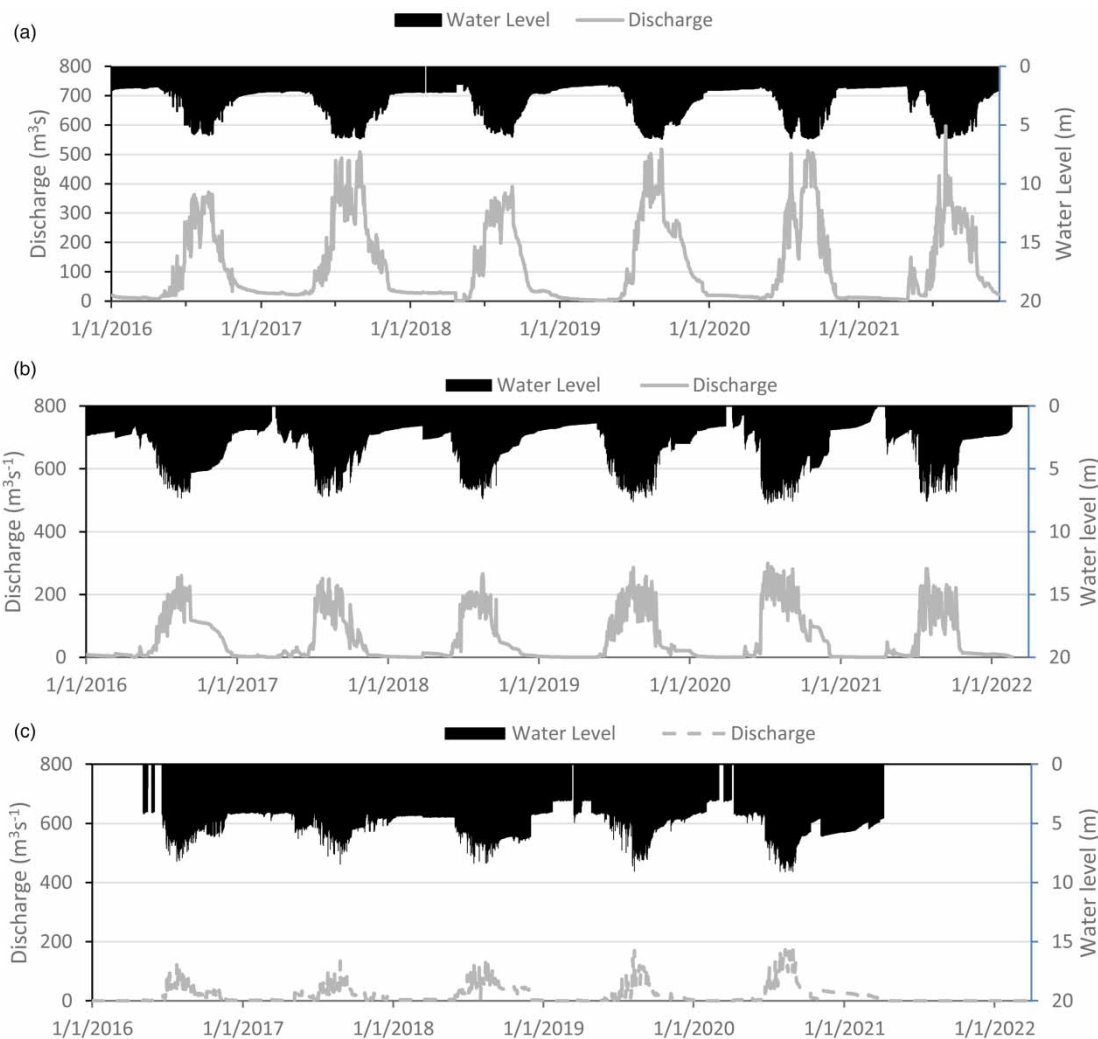 (a)
Water Level Discharge
800 0
700
600 5
500
400 10
300
200 15
100
0 20
Discharge (m³s)
Water Level (m)
1/1/2016 1/1/2017 1/1/2018 1/1/2019 1/1/2020 1/1/2021
(b)
Water Level Discharge
800 0
600 5
400 10
200 15
0 20
Discharge (m³s⁻¹)
Water level (m)
1/1/2016 1/1/2017 1/1/2018 1/1/2019 1/1/2020 1/1/2021 1/1/2022
(c)
Water Level Discharge
800 0
600 5
400 10
200 15
0 20
Discharge (m³s⁻¹)
Water level (m)
1/1/2016 1/1/2017 1/1/2018 1/1/2019 1/1/2020 1/1/2021 1/1/2022